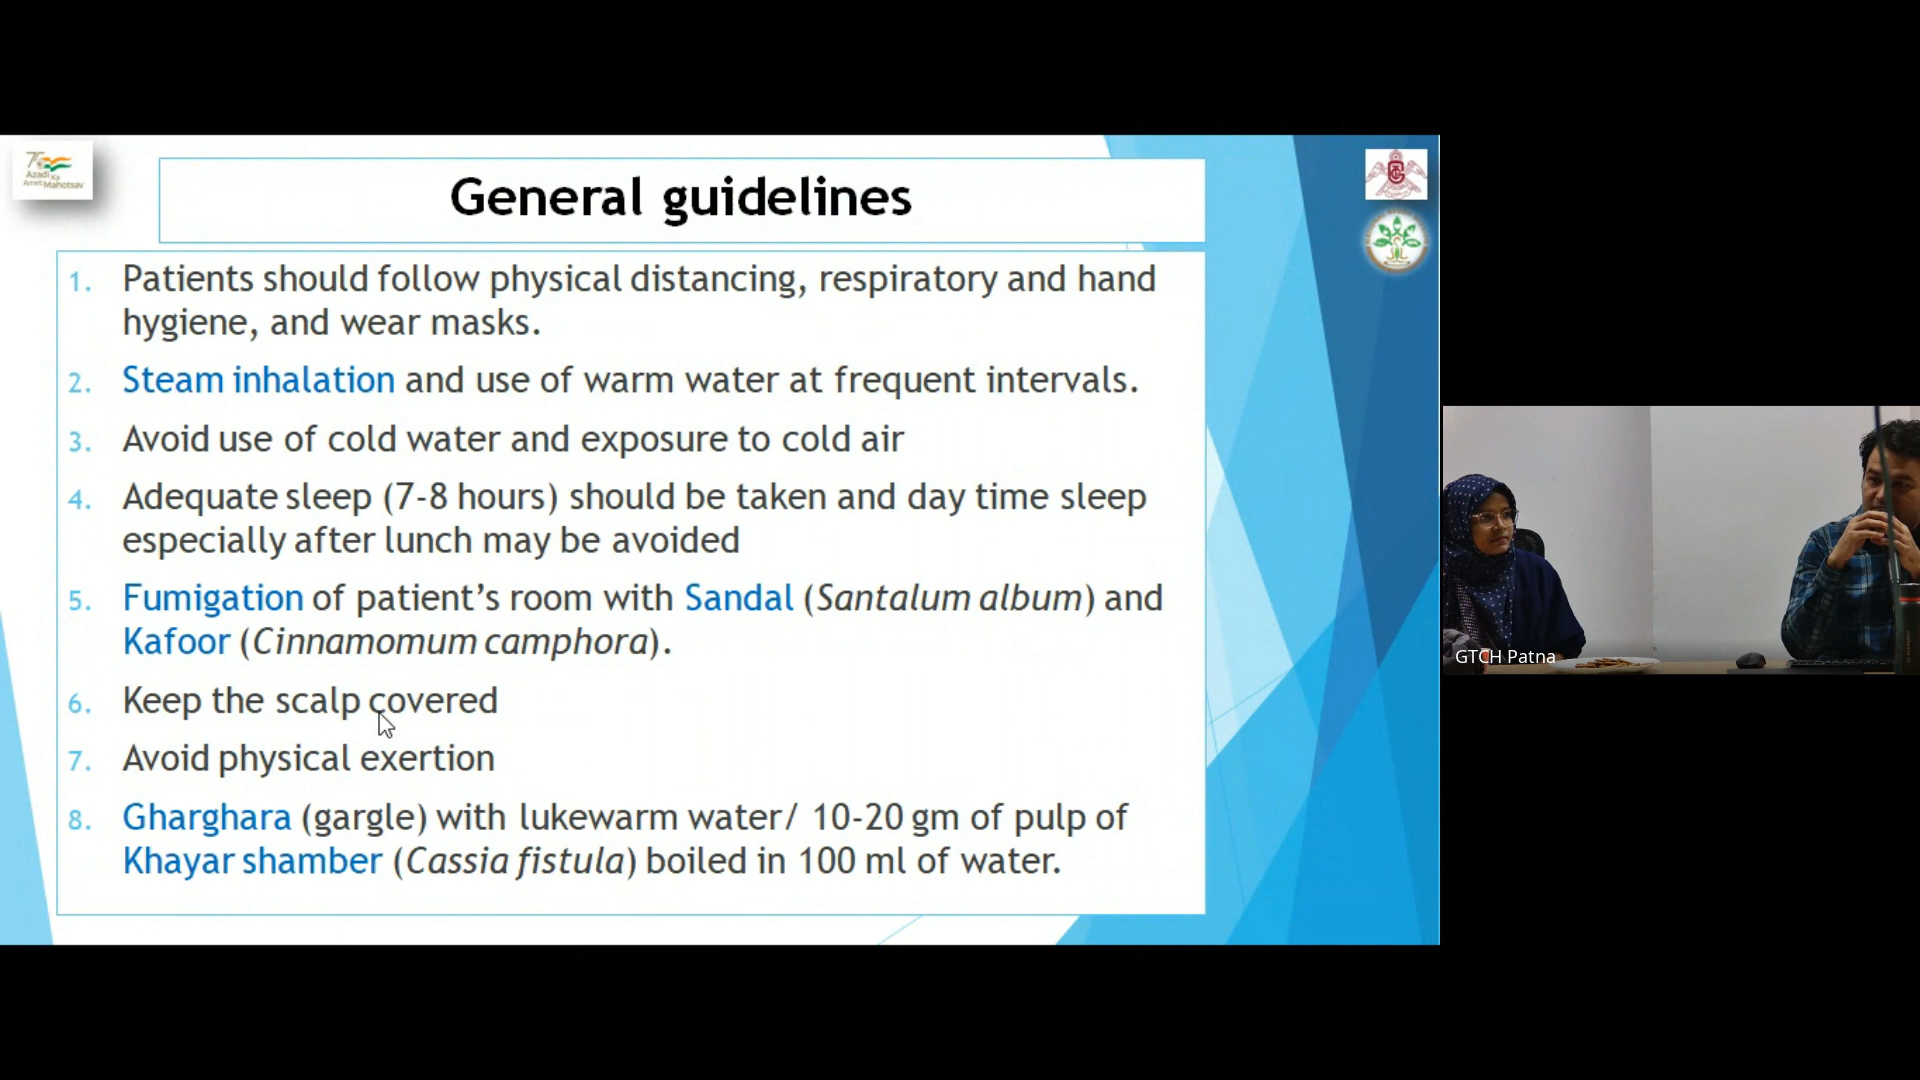 75
Azadi Ka
Amrit Mahotsav
General guidelines
1. Patients should follow physical distancing, respiratory and hand
hygiene, and wear masks.
2. Steam inhalation and use of warm water at frequent intervals.
3. Avoid use of cold water and exposure to cold air
4. Adequate sleep (7-8 hours) should be taken and day time sleep
especially after lunch may be avoided
5. Fumigation of patient’s room with Sandal (Santalum album) and
Kafoor (Cinnamomum camphora).
6. Keep the scalp covered
7. Avoid physical exertion
8. Gharghara (gargle) with lukewarm water/ 10-20 gm of pulp of
Khayar shamber (Cassia fistula) boiled in 100 ml of water.
GTCH Patna